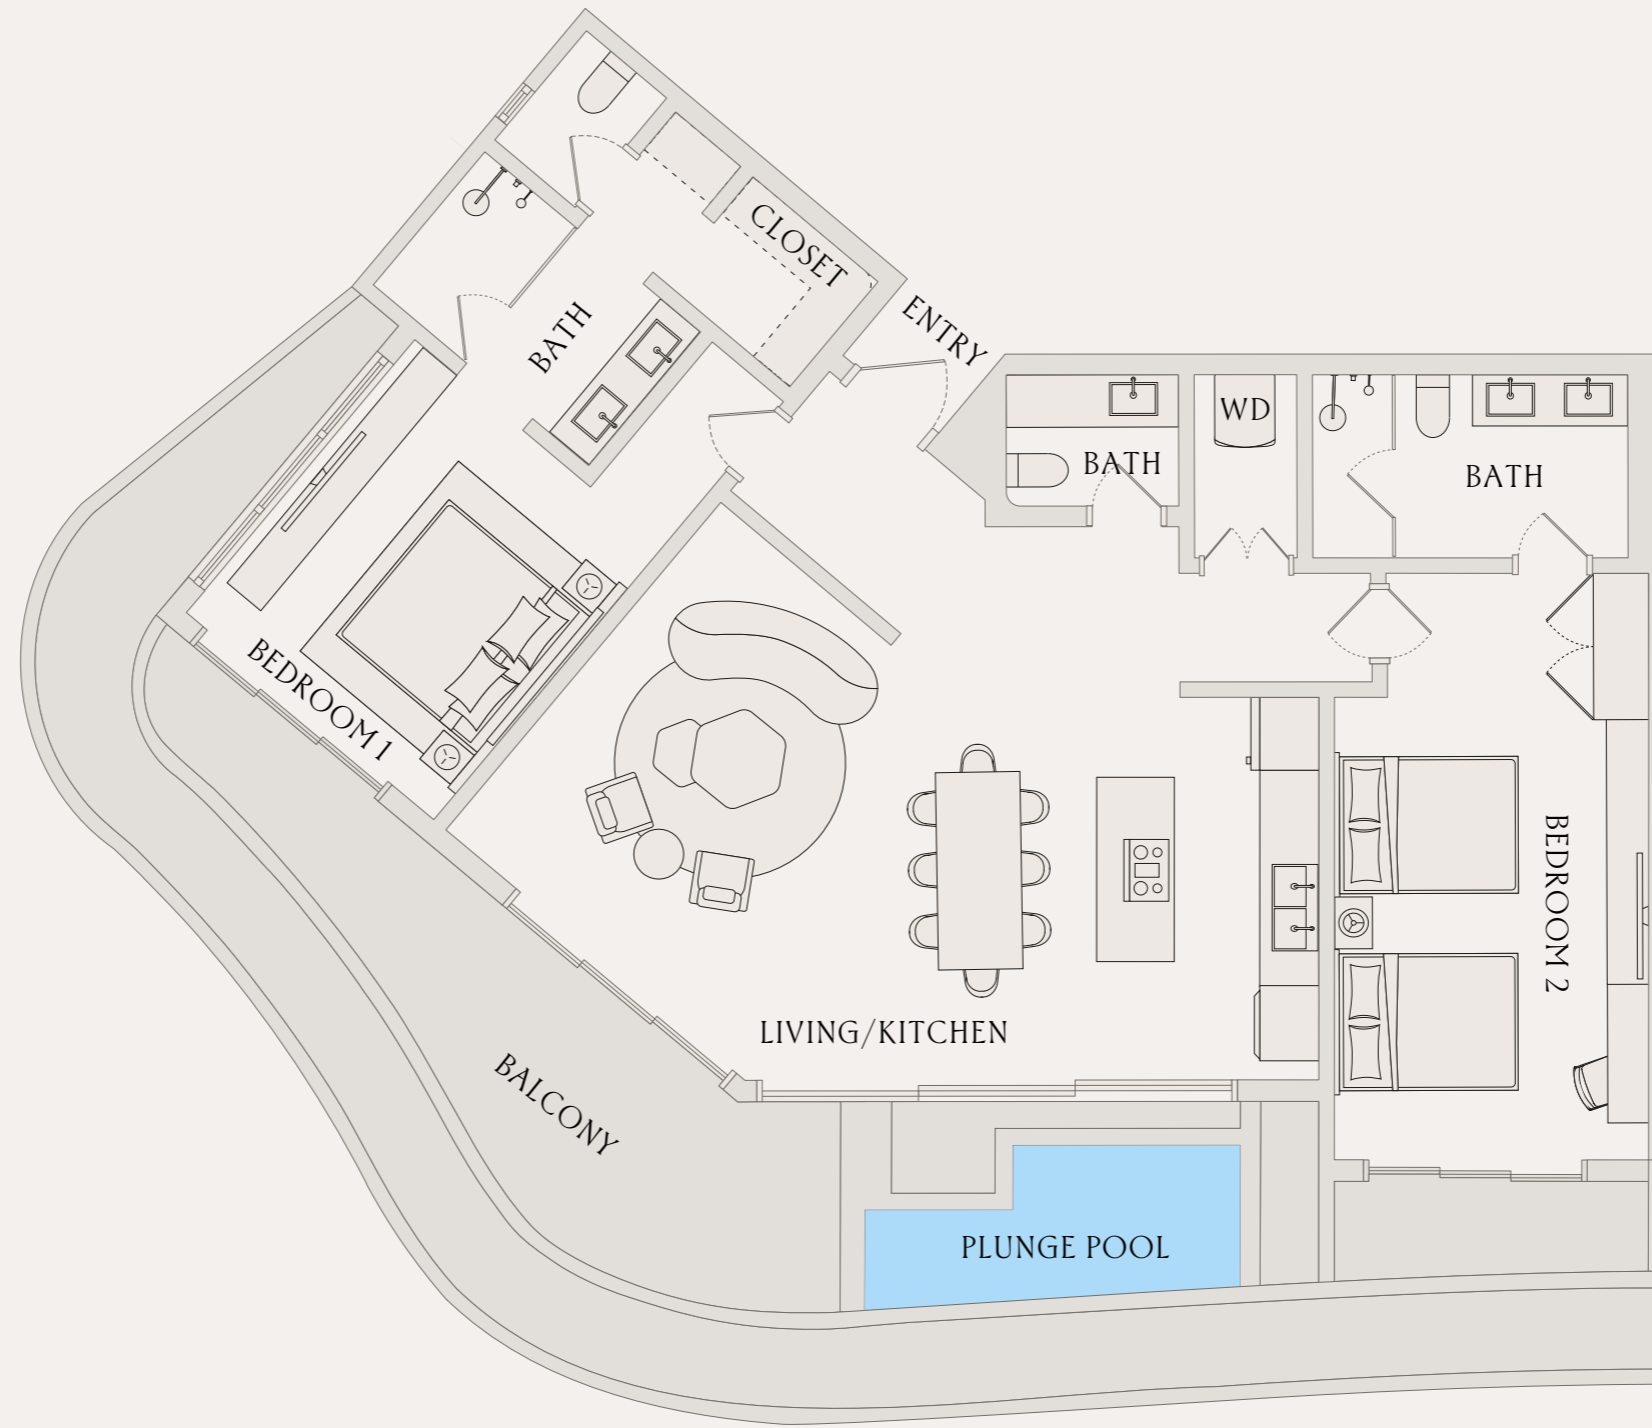 CLOSET
ENTRY
BATH
WD
BATH
BATH
BEDROOM 1
BEDROOM 2
LIVING/KITCHEN
BALCONY
PLUNGE POOL